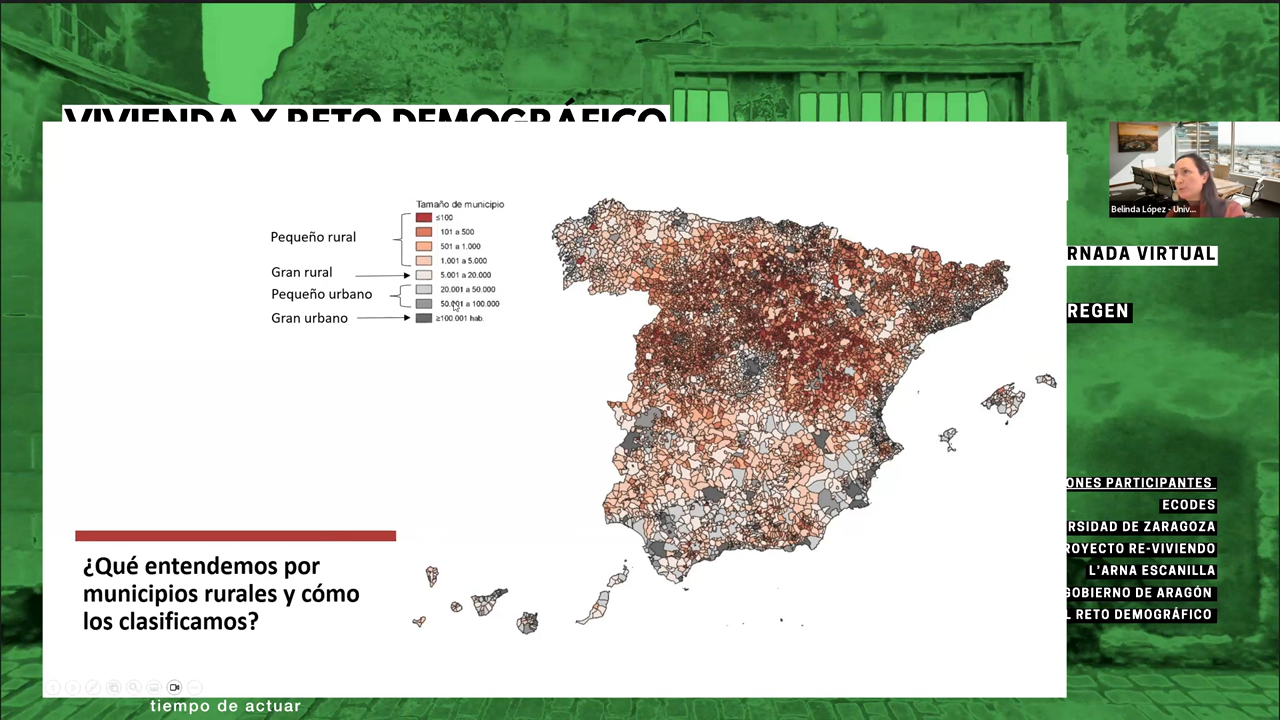 VIVIENDA Y RETO DEMOGRÁFICO
Tamaño de municipio
≤100
101 a 500
501 a 1.000
1.001 a 5.000
5.001 a 20.000
20.001 a 50.000
50.001 a 100.000
≥100.001 hab.
Pequeño rural
Gran rural
Pequeño urbano
Gran urbano
¿Qué entendemos por
municipios rurales y cómo
los clasificamos?
Belinda López - Univ...
RNADA VIRTUAL
REGEN
ONES PARTICIPANTES
ECODES
RSIDAD DE ZARAGOZA
ROYECTO RE-VIVIENDO
L'ARNA ESCANILLA
GOBIERNO DE ARAGÓN
L RETO DEMOGRÁFICO
tiempo de actuar